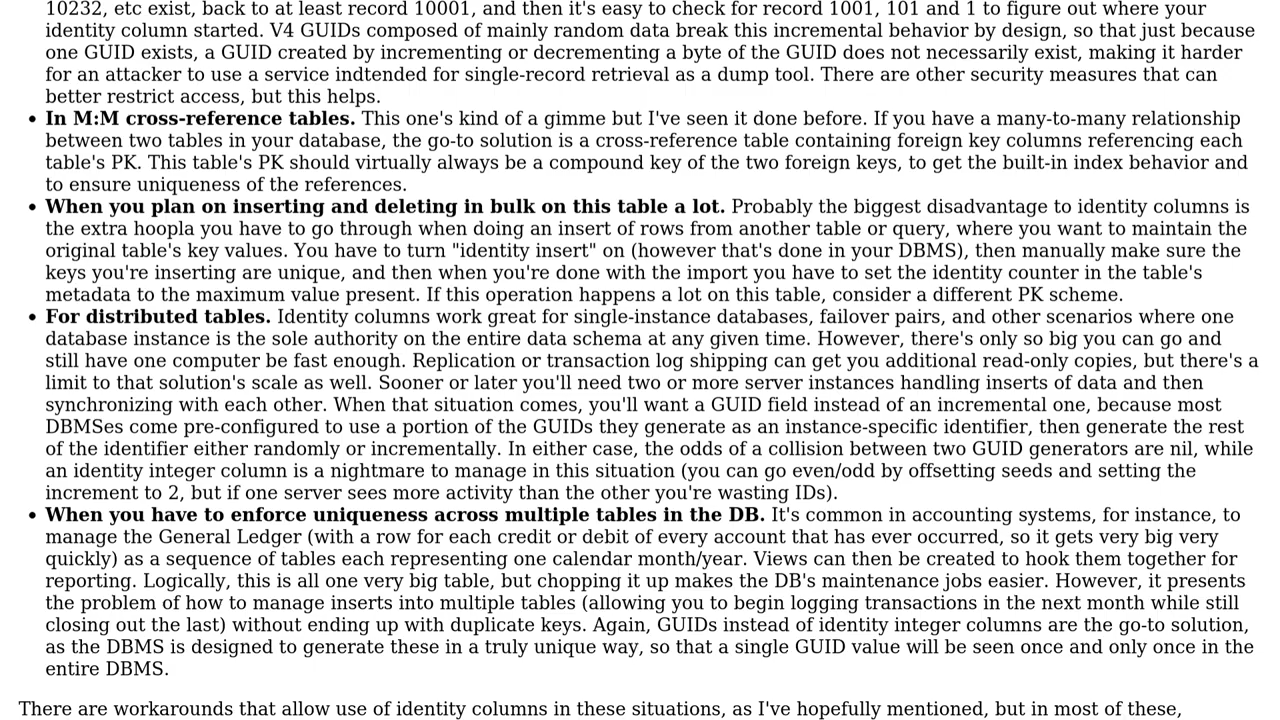 10232, etc exist, back to at least record 10001, and then it's easy to check for record 1001, 101 and 1 to figure out where your
identity column started. V4 GUIDs composed of mainly random data break this incremental behavior by design, so that just because
one GUID exists, a GUID created by incrementing or decrementing a byte of the GUID does not necessarily exist, making it harder
for an attacker to use a service indtended for single-record retrieval as a dump tool. There are other security measures that can
better restrict access, but this helps.
• In M:M cross-reference tables. This one's kind of a gimme but I've seen it done before. If you have a many-to-many relationship
between two tables in your database, the go-to solution is a cross-reference table containing foreign key columns referencing each
table's PK. This table's PK should virtually always be a compound key of the two foreign keys, to get the built-in index behavior and
to ensure uniqueness of the references.
• When you plan on inserting and deleting in bulk on this table a lot. Probably the biggest disadvantage to identity columns is
the extra hoopla you have to go through when doing an insert of rows from another table or query, where you want to maintain the
original table's key values. You have to turn "identity insert" on (however that's done in your DBMS), then manually make sure the
keys you're inserting are unique, and then when you're done with the import you have to set the identity counter in the table's
metadata to the maximum value present. If this operation happens a lot on this table, consider a different PK scheme.
• For distributed tables. Identity columns work great for single-instance databases, failover pairs, and other scenarios where one
database instance is the sole authority on the entire data schema at any given time. However, there's only so big you can go and
still have one computer be fast enough. Replication or transaction log shipping can get you additional read-only copies, but there's a
limit to that solution's scale as well. Sooner or later you'll need two or more server instances handling inserts of data and then
synchronizing with each other. When that situation comes, you'll want a GUID field instead of an incremental one, because most
DBMSes come pre-configured to use a portion of the GUIDs they generate as an instance-specific identifier, then generate the rest
of the identifier either randomly or incrementally. In either case, the odds of a collision between two GUID generators are nil, while
an identity integer column is a nightmare to manage in this situation (you can go even/odd by offsetting seeds and setting the
increment to 2, but if one server sees more activity than the other you're wasting IDs).
• When you have to enforce uniqueness across multiple tables in the DB. It's common in accounting systems, for instance, to
manage the General Ledger (with a row for each credit or debit of every account that has ever occurred, so it gets very big very
quickly) as a sequence of tables each representing one calendar month/year. Views can then be created to hook them together for
reporting. Logically, this is all one very big table, but chopping it up makes the DB's maintenance jobs easier. However, it presents
the problem of how to manage inserts into multiple tables (allowing you to begin logging transactions in the next month while still
closing out the last) without ending up with duplicate keys. Again, GUIDs instead of identity integer columns are the go-to solution,
as the DBMS is designed to generate these in a truly unique way, so that a single GUID value will be seen once and only once in the
entire DBMS.
There are workarounds that allow use of identity columns in these situations, as I've hopefully mentioned, but in most of these,